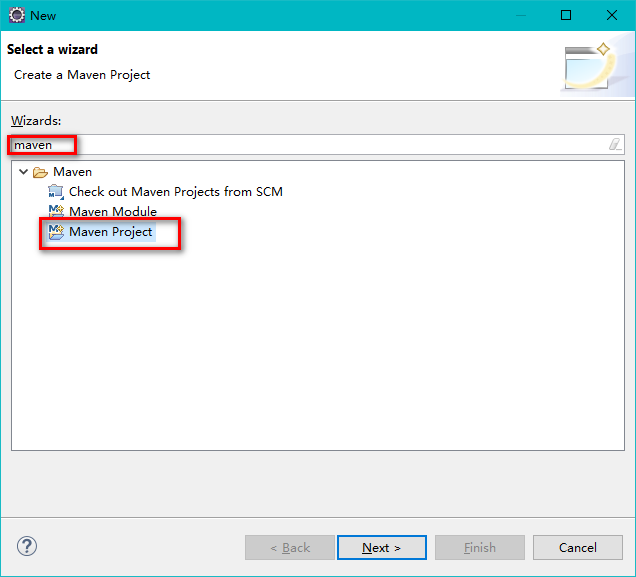 New
Select a wizard
Create a Maven Project
Wizards:
maven
Maven
Check out Maven Projects from SCM
Maven Module
Maven Project
?
< Back
Next >
Finish
Cancel